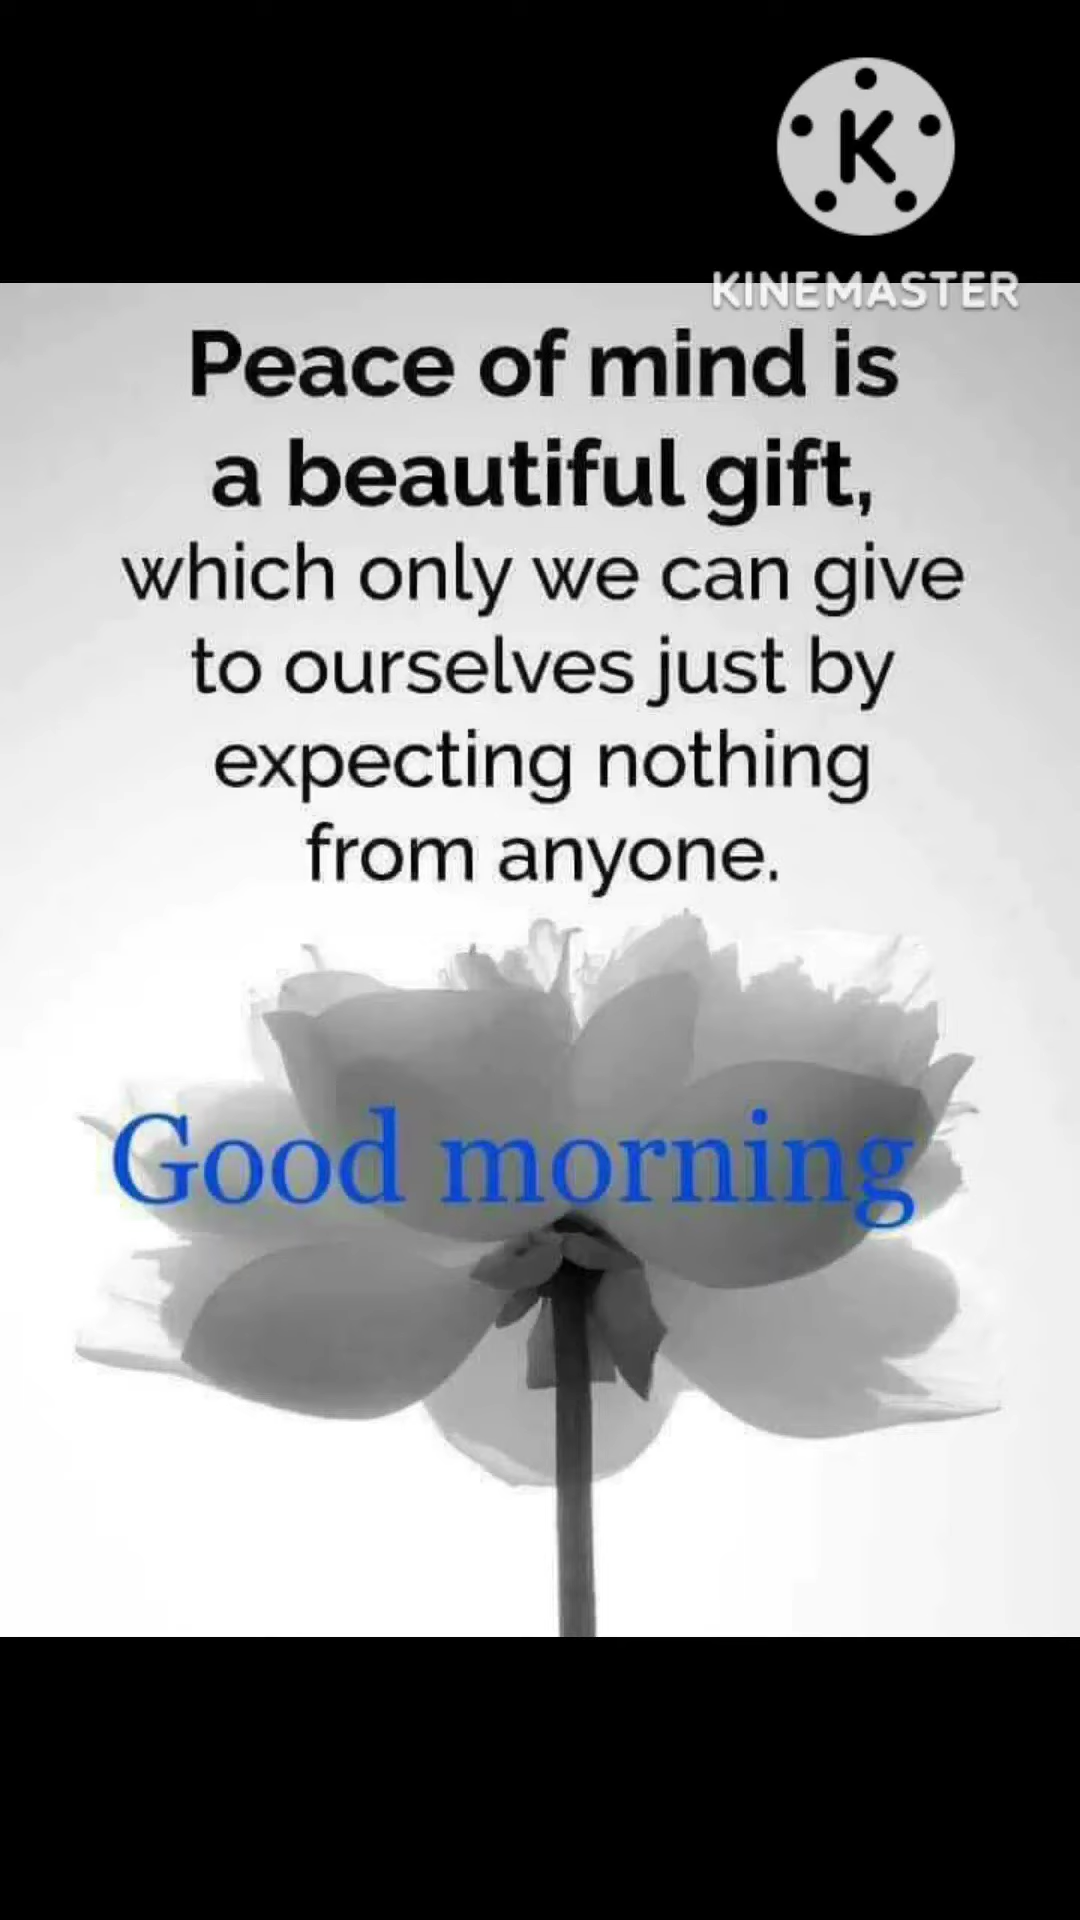 K
KINEMASTER
Peace of mind is
a beautiful gift,
which only we can give
to ourselves just by
expecting nothing
from anyone.
Good morning